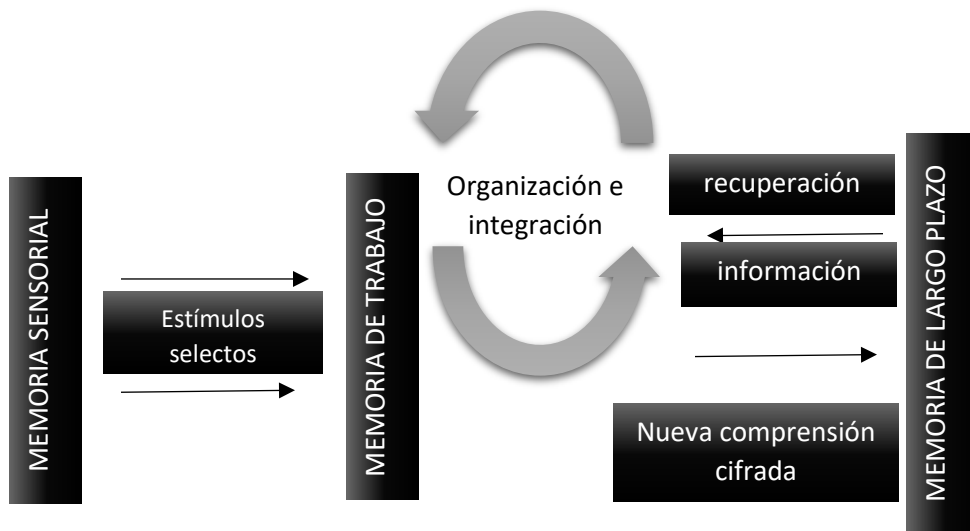 MEMORIA SENSORIAL
Estímulos
selectos
MEMORIA DE TRABAJO
Organización e
integración
recuperación
información
Nueva comprensión
cifrada
MEMORIA DE LARGO PLAZO